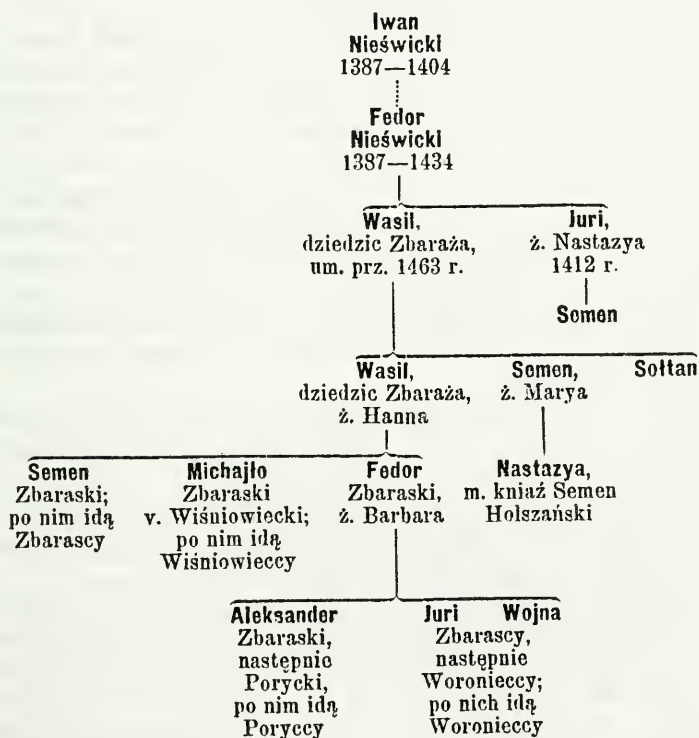 Iwan
Nieświcki
1387—1404
Fedor
Nieświcki
1387—1434
Wasil,
dziedzic Zbaraża,
um. prz. 1463 r.
Juri,
ż. Nastazya
1412 r.
Semen
Wasil,
dziedzic Zbaraża,
ż. Hanna
Semen,
ż. Marya
Sołtan
Semen
Zbaraski;
po nim idą
Zbarascy
Michajło
Zbaraski
v. Wiśniowiecki;
po nim idą
Wiśniowieccy
Fedor
Zbaraski,
ż. Barbara
Nastazya,
m. kniaź Semen
Holszański
Aleksander
Zbaraski,
następnie
Porycki,
po nim idą
Poryccy
Juri Wojna
Zbarascy,
następnie
Woronieccy;
po nich idą
Woronieccy